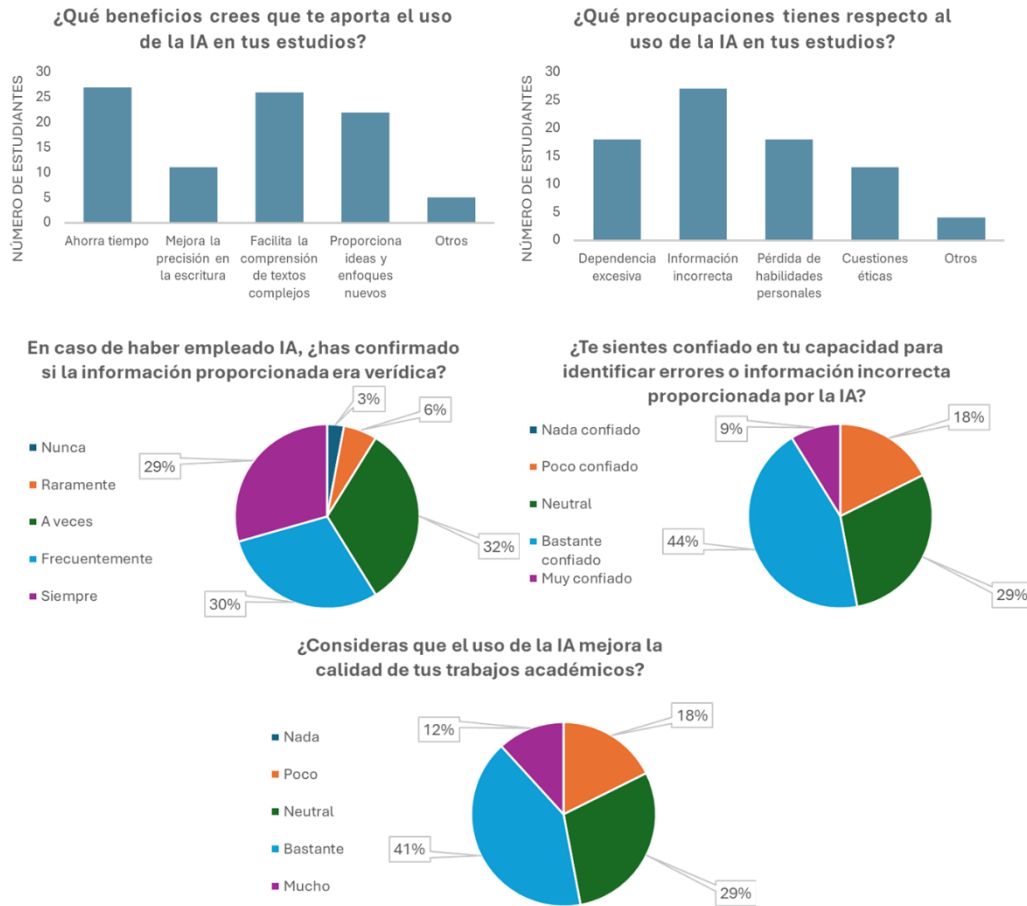 ¿Qué beneficios crees que te aporta el uso
de la IA en tus estudios?
NÚMERO DE ESTUDIANTES
30
25
20
15
10
5
0
Ahorra tiempo
Mejora la
precisión en
la escritura
Facilita la
comprensión
de textos
complejos
Proporciona
ideas y
enfoques
nuevos
Otros
¿Qué preocupaciones tienes respecto al
uso de la IA en tus estudios?
NÚMERO DE ESTUDIANTES
30
25
20
15
10
5
0
Dependencia
excesiva
Información
incorrecta
Pérdida de
habilidades
personales
Cuestiones
éticas
Otros
En caso de haber empleado IA, ¿has confirmado
si la información proporcionada era verídica?
Nunca
Raramente
A veces
Frecuentemente
Siempre
3%
6%
32%
30%
29%
¿Te sientes confiado en tu capacidad para
identificar errores o información incorrecta
proporcionada por la IA?
Nada confiado
Poco confiado
Neutral
Bastante
confiado
Muy confiado
18%
29%
44%
9%
¿Consideras que el uso de la IA mejora la
calidad de tus trabajos académicos?
Nada
Poco
Neutral
Bastante
Mucho
18%
29%
41%
12%